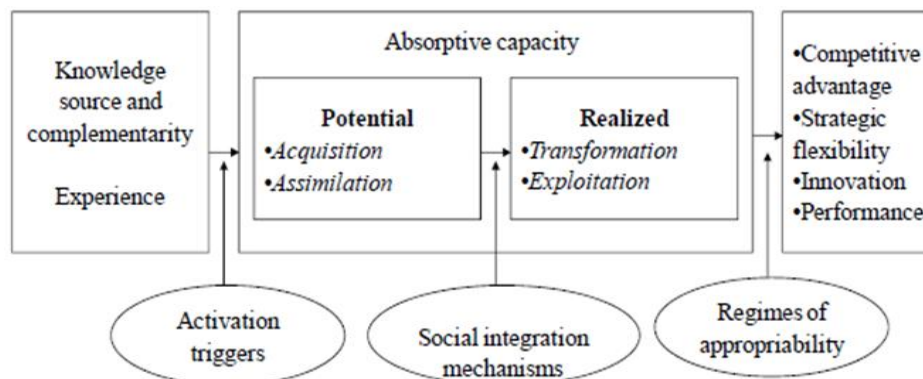 Knowledge
source and
complementarity
Experience
Absorptive capacity
Potential
•Acquisition
•Assimilation
Realized
•Transformation
•Exploitation
•Competitive
advantage
•Strategic
flexibility
•Innovation
•Performance
Activation
triggers
Social integration
mechanisms
Regimes of
appropriability